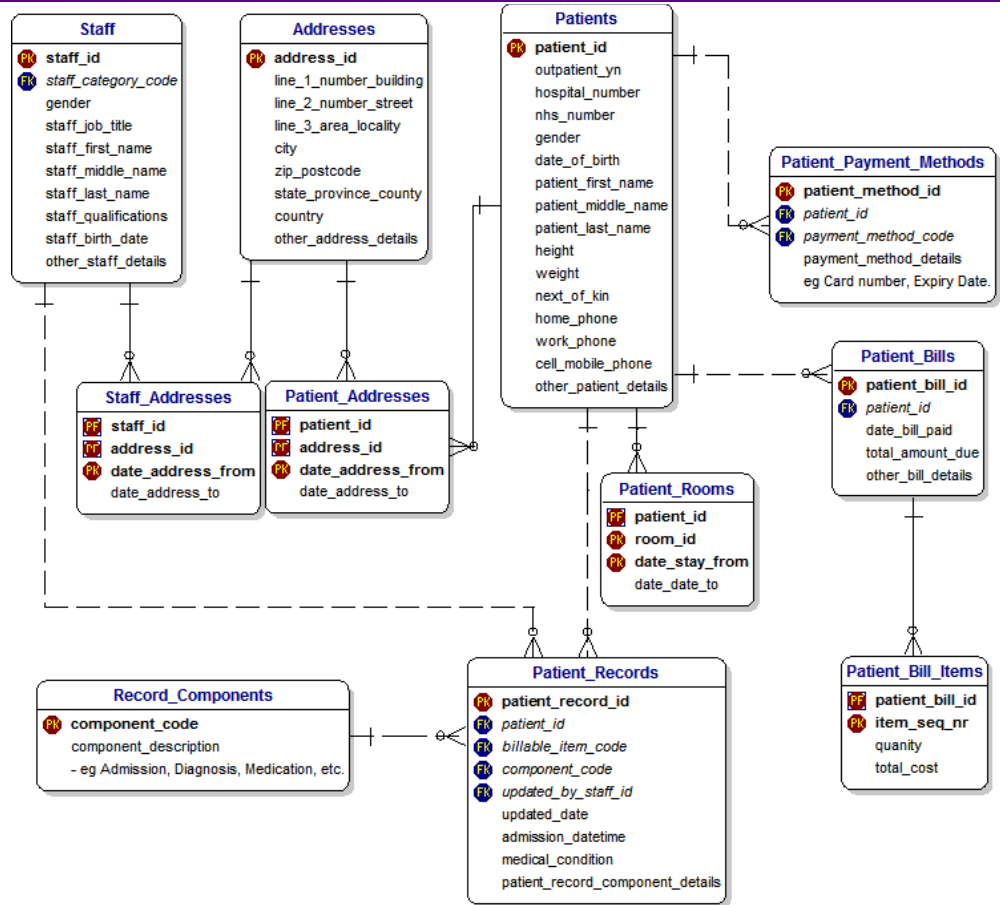 Staff
PK staff_id
FK staff_category_code
gender
staff_job_title
staff_first_name
staff_middle_name
staff_last_name
staff_qualifications
staff_birth_date
other_staff_details
Addresses
PK address_id
line_1_number_building
line_2_number_street
line_3_area_locality
city
zip_postcode
state_province_county
country
other_address_details
Patients
PK patient_id
outpatient_yn
hospital_number
nhs_number
gender
date_of_birth
patient_first_name
patient_middle_name
patient_last_name
height
weight
next_of_kin
home_phone
work_phone
cell_mobile_phone
other_patient_details
Patient_Payment_Methods
PK patient_method_id
FK patient_id
FK payment_method_code
payment_method_details
eg Card number, Expiry Date.
Staff_Addresses
PF staff_id
PF address_id
PK date_address_from
date_address_to
Patient_Addresses
PF patient_id
PF address_id
PK date_address_from
date_address_to
Patient_Bills
PK patient_bill_id
FK patient_id
date_bill_paid
total_amount_due
other_bill_details
Patient_Rooms
PF patient_id
PK room_id
PK date_stay_from
date_date_to
Patient_Bill_Items
PF patient_bill_id
PK item_seq_nr
quanity
total_cost
Record_Components
PK component_code
component_description
- eg Admission, Diagnosis, Medication, etc.
Patient_Records
PK patient_record_id
FK patient_id
FK billable_item_code
FK component_code
FK updated_by_staff_id
updated_date
admission_datetime
medical_condition
patient_record_component_details